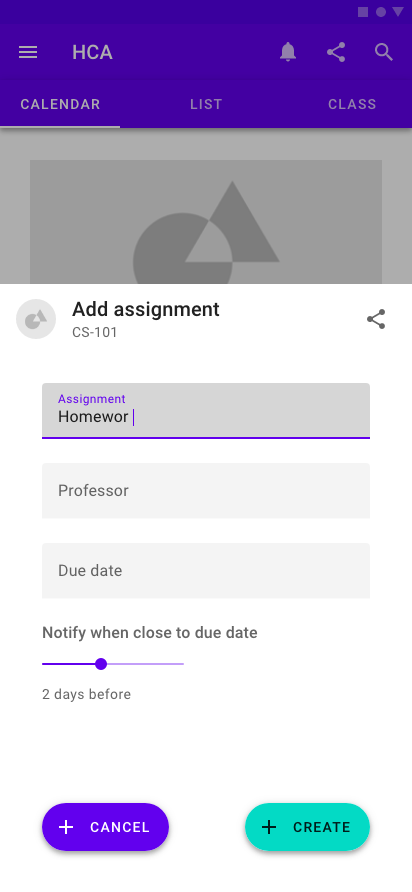 HCA
CALENDAR LIST CLASS
Add assignment
CS-101
Assignment
Homewor
Professor
Due date
Notify when close to due date
2 days before
CANCEL CREATE